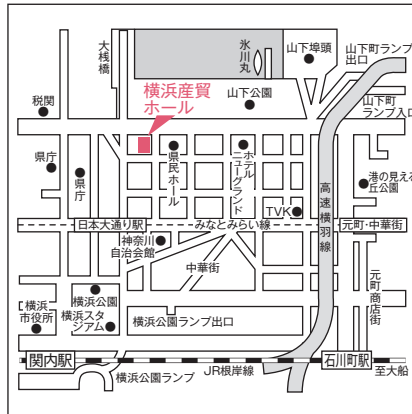 大桟橋
氷川丸
山下埠頭
山下町ランプ
出口
税関
横浜産貿
ホール
山下公園
山下町
ランプ入口
県庁
県庁
県民ホール
ホテル
ニューグランド
高速横羽線
港の見える
丘公園
TVK
日本大通り駅
みなとみらい線
元町・中華街
神奈川
自治会館
中華街
元町商店街
横浜公園
横浜
市役所
横浜スタ
ジアム
横浜公園ランプ出口
関内駅
JR根岸線
石川町駅
至大船
横浜公園ランプ